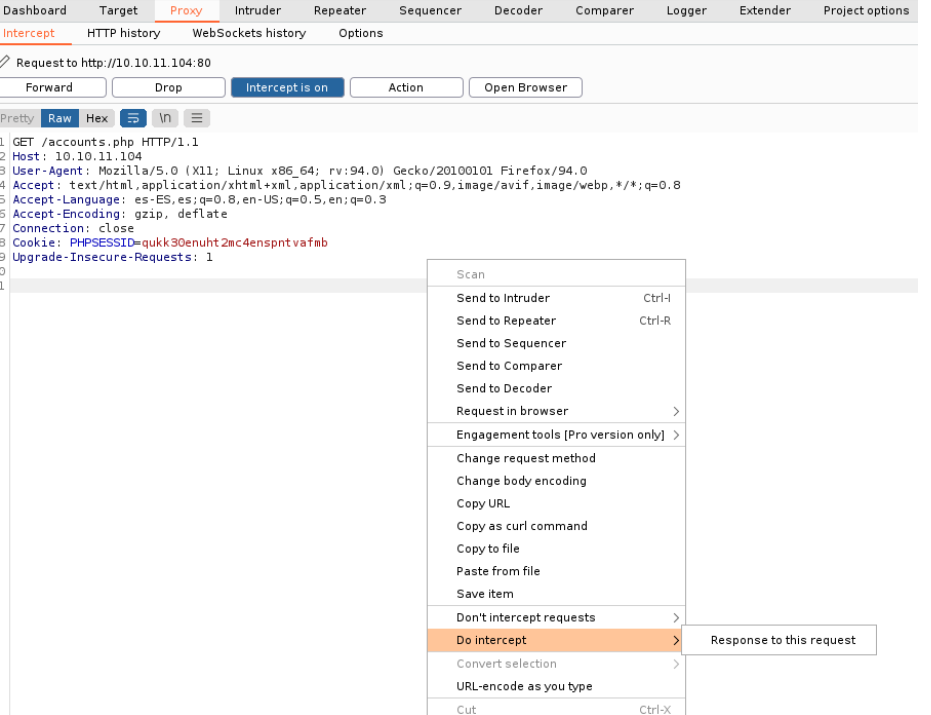 Dashboard Target Proxy Intruder Repeater Sequencer Decoder Comparer Logger Extender Project options
Intercept HTTP history WebSockets history Options
Request to http://10.10.11.104:80
Forward Drop Intercept is on Action Open Browser
Pretty Raw Hex \n
1 GET /accounts.php HTTP/1.1
2 Host: 10.10.11.104
3 User-Agent: Mozilla/5.0 (X11; Linux x86_64; rv:94.0) Gecko/20100101 Firefox/94.0
4 Accept: text/html,application/xhtml+xml,application/xml;q=0.9,image/avif,image/webp,*/*;q=0.8
5 Accept-Language: es-ES,es;q=0.8,en-US;q=0.5,en;q=0.3
6 Accept-Encoding: gzip, deflate
7 Connection: close
8 Cookie: PHPSESSID=qukk30enuht2mc4enspntvafmb
9 Upgrade-Insecure-Requests: 1
0
1
Scan
Send to Intruder Ctrl-I
Send to Repeater Ctrl-R
Send to Sequencer
Send to Comparer
Send to Decoder
Request in browser
Engagement tools [Pro version only]
Change request method
Change body encoding
Copy URL
Copy as curl command
Copy to file
Paste from file
Save item
Don't intercept requests
Do intercept Response to this request
Convert selection
URL-encode as you type
Cut Ctrl-X